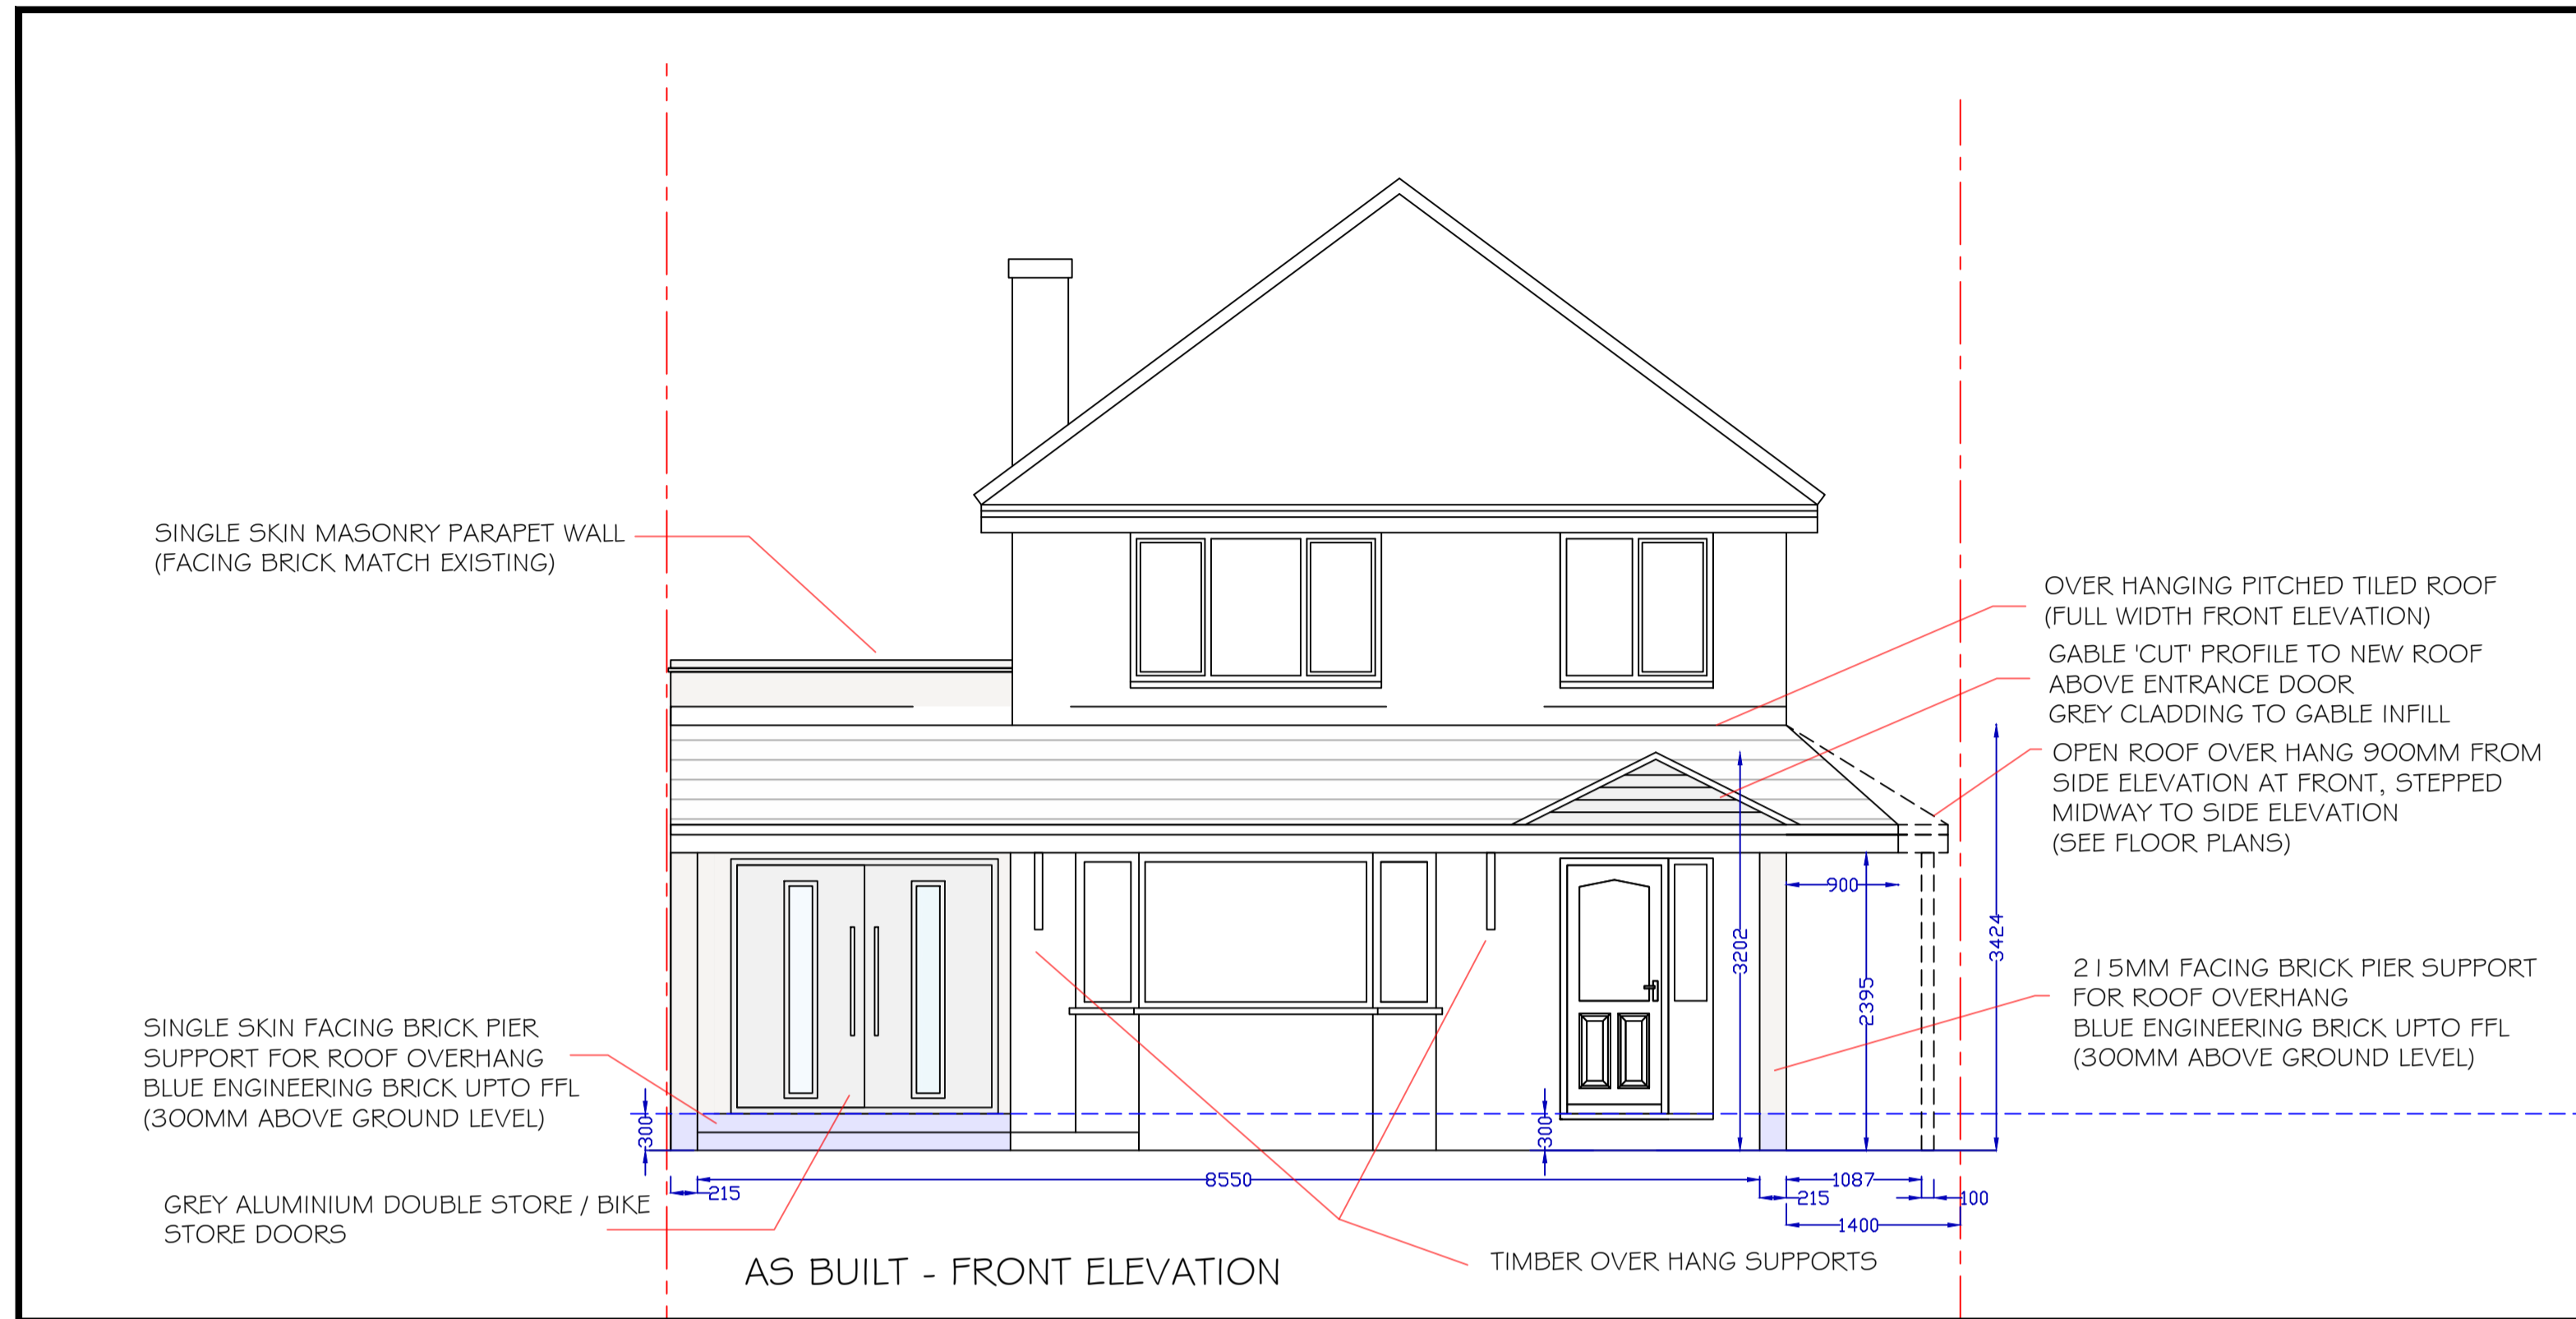 SINGLE SKIN MASONRY PARAPET WALL
(FACING BRICK MATCH EXISTING)
OVER HANGING PITCHED TILED ROOF
(FULL WIDTH FRONT ELEVATION)
GABLE 'CUT' PROFILE TO NEW ROOF
ABOVE ENTRANCE DOOR
GREY CLADDING TO GABLE INFILL
OPEN ROOF OVER HANG 900MM FROM
SIDE ELEVATION AT FRONT, STEPPED
MIDWAY TO SIDE ELEVATION
(SEE FLOOR PLANS)
900
3202
3424
2395
215MM FACING BRICK PIER SUPPORT
FOR ROOF OVERHANG
BLUE ENGINEERING BRICK UPTO FFL
(300MM ABOVE GROUND LEVEL)
SINGLE SKIN FACING BRICK PIER
SUPPORT FOR ROOF OVERHANG
BLUE ENGINEERING BRICK UPTO FFL
(300MM ABOVE GROUND LEVEL)
300
300
215
8550
215
1087
100
1400
GREY ALUMINIUM DOUBLE STORE / BIKE
STORE DOORS
TIMBER OVER HANG SUPPORTS
AS BUILT - FRONT ELEVATION